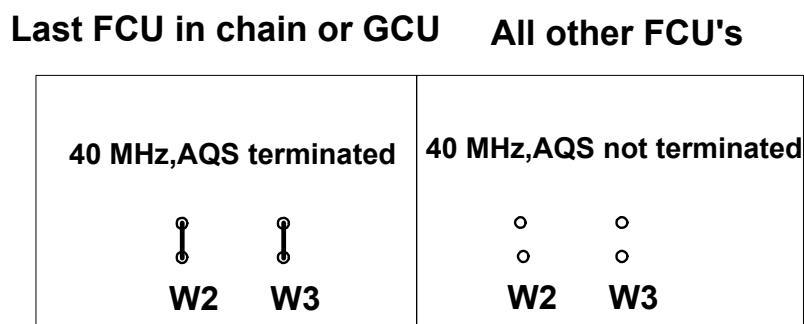 Last FCU in chain or GCU
All other FCU's
40 MHz,AQS terminated
40 MHz,AQS not terminated
W2
W3
W2
W3